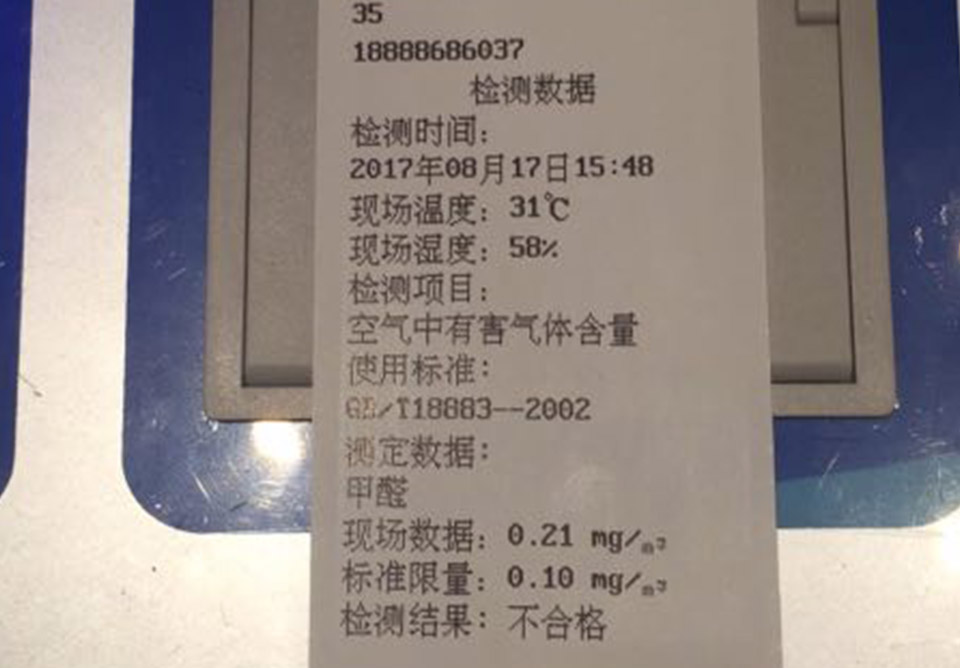 35
18888686037
检测数据
检测时间:
2017年08月17日15:48
现场温度: 31℃
现场湿度: 58%
检测项目:
空气中有害气体含量
使用标准:
GB/T18883--2002
测定数据:
甲醛
现场数据: 0.21 mg/m³
标准限量: 0.10 mg/m³
检测结果: 不合格